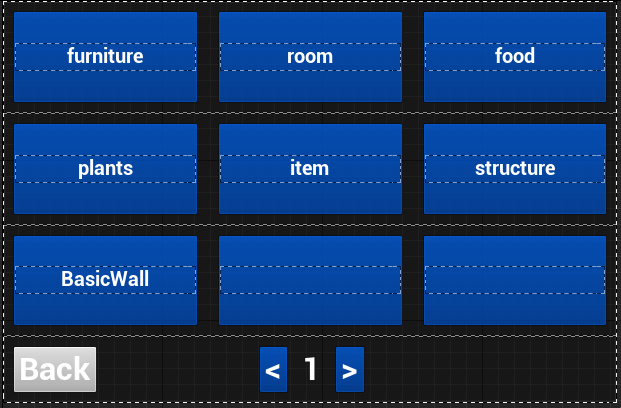 furniture room food
plants item structure
BasicWall
Back < 1 >